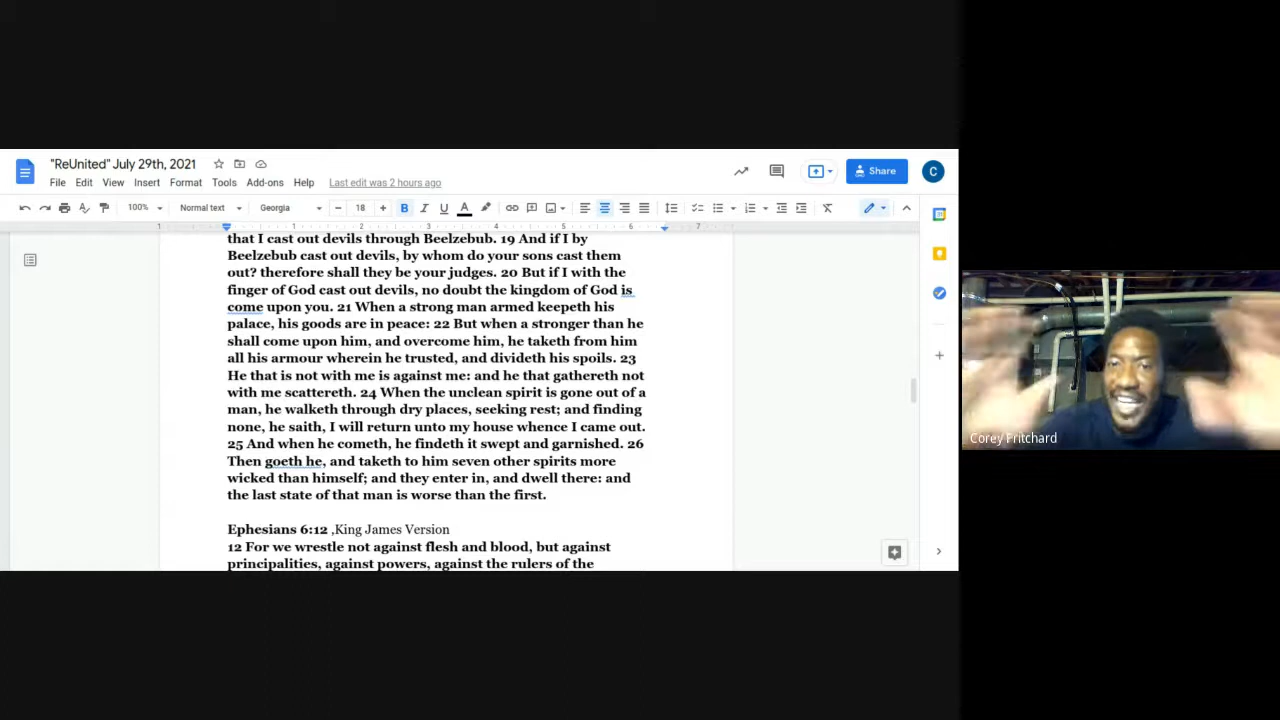 "ReUnited" July 29th, 2021
File Edit View Insert Format Tools Add-ons Help Last edit was 2 hours ago
Share
C
100% Normal text Georgia 18 B I U A
1 1 2 3 4 5 6 7
that I cast out devils through Beelzebub. 19 And if I by
Beelzebub cast out devils, by whom do your sons cast them
out? therefore shall they be your judges. 20 But if I with the
finger of God cast out devils, no doubt the kingdom of God is
come upon you. 21 When a strong man armed keepeth his
palace, his goods are in peace: 22 But when a stronger than he
shall come upon him, and overcome him, he taketh from him
all his armour wherein he trusted, and divideth his spoils. 23
He that is not with me is against me: and he that gathereth not
with me scattereth. 24 When the unclean spirit is gone out of a
man, he walketh through dry places, seeking rest; and finding
none, he saith, I will return unto my house whence I came out.
25 And when he cometh, he findeth it swept and garnished. 26
Then goeth he, and taketh to him seven other spirits more
wicked than himself; and they enter in, and dwell there: and
the last state of that man is worse than the first.
Ephesians 6:12 ,King James Version
12 For we wrestle not against flesh and blood, but against
principalities, against powers, against the rulers of the
Corey Pritchard